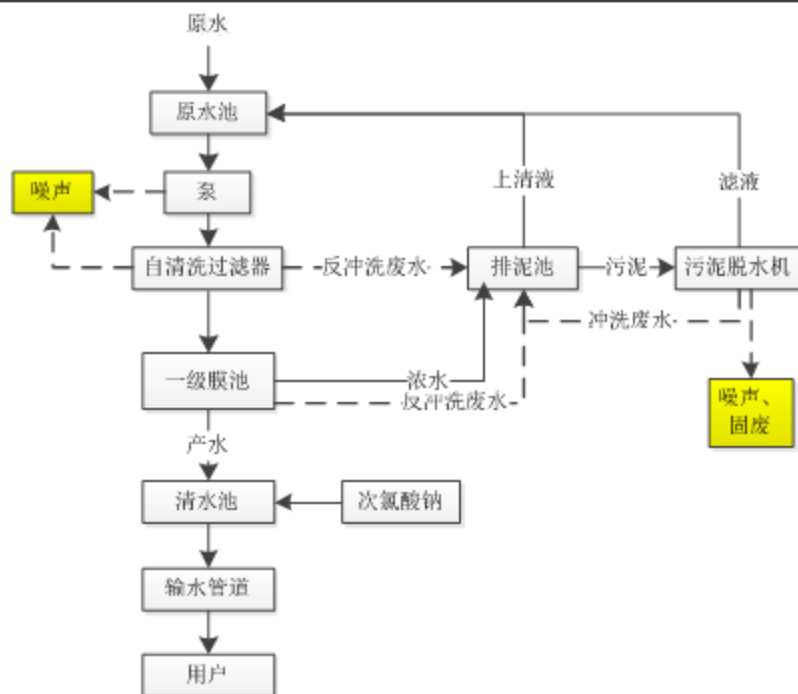 原水
原水池
噪声
泵
上清液
滤液
自清洗过滤器
反冲洗废水
排泥池
污泥
污泥脱水机
冲洗废水
一级膜池
浓水
反冲洗废水
噪声、
固废
产水
清水池
次氯酸钠
输水管道
用户